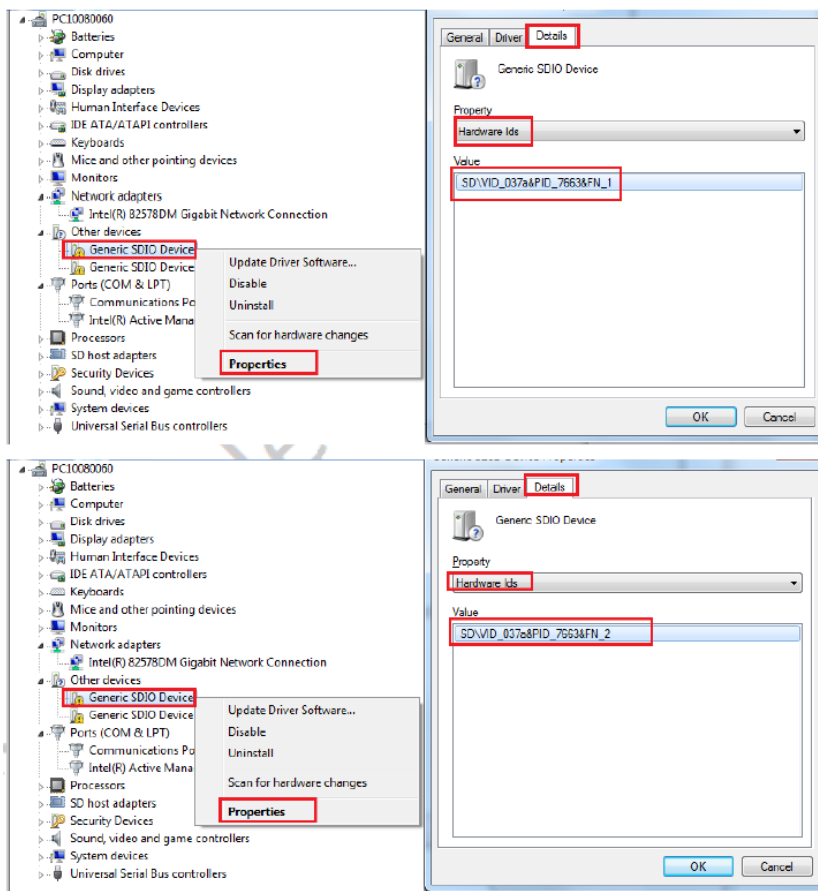 PC10080060
Batteries
Computer
Disk drives
Display adapters
Human Interface Devices
IDE ATA/ATAPI controllers
Keyboards
Mice and other pointing devices
Monitors
Network adapters
Intel(R) 82578DM Gigabit Network Connection
Other devices
Generic SDIO Device
Generic SDIO Device
Ports (COM & LPT)
Communications Po
Intel(R) Active Mana
Processors
SD host adapters
Security Devices
Sound, video and game controllers
System devices
Universal Serial Bus controllers
Update Driver Software...
Disable
Uninstall
Scan for hardware changes
Properties
General Driver Details
Generic SDIO Device
Property
Hardware Ids
Value
SD\VID_037a&PID_7663&FN_1
OK Cancel
PC10080060
Batteries
Computer
Disk drives
Display adapters
Human Interface Devices
IDE ATA/ATAPI controllers
Keyboards
Mice and other pointing devices
Monitors
Network adapters
Intel(R) 82578DM Gigabit Network Connection
Other devices
Generic SDIO Device
Generic SDIO Device
Ports (COM & LPT)
Communications Po
Intel(R) Active Mana
Processors
SD host adapters
Security Devices
Sound, video and game controllers
System devices
Universal Serial Bus controllers
Update Driver Software...
Disable
Uninstall
Scan for hardware changes
Properties
General Driver Details
Generic SDIO Device
Property
Hardware Ids
Value
SD\VID_037a&PID_7663&FN_2
OK Cancel